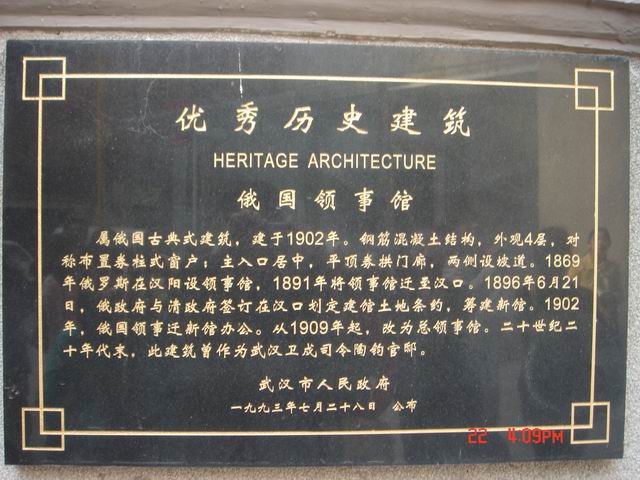 优秀历史建筑
HERITAGE ARCHITECTURE
俄国领事馆
属俄国古典式建筑，建于1902年。钢筋混凝土结构，外观4层，对
称布置券柱式窗户；主入口居中，平顶券拱门廊，两侧设坡道。1869
年俄罗斯在汉阳设领事馆，1891年将领事馆迁至汉口。1896年6月21
日，俄政府与清政府签订在汉口划定建馆土地条约，筹建新馆。1902
年，俄国领事迁新馆办公。从1909年起，改为总领事馆。二十世纪二
十年代末，此建筑曾作为武汉卫戍司令陶钧官邸。
武汉市人民政府
一九九三年七月二十八日 公布
22 4:09PM